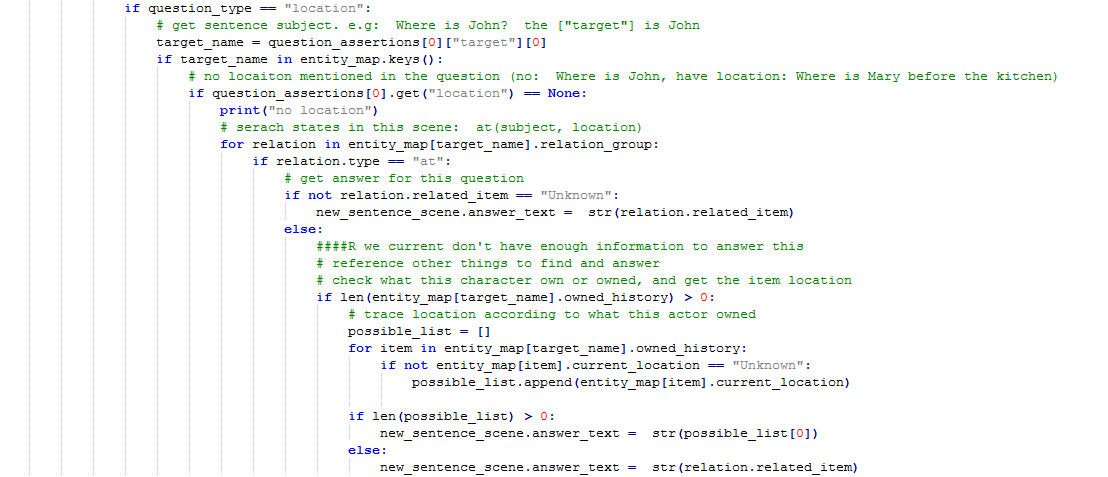 if question_type == "location":
# get sentence subject. e.g:  Where is John?  the ["target"] is John
target_name = question_assertions[0]["target"][0]
if target_name in entity_map.keys():
# no locaiton mentioned in the question (no:  Where is John, have location: Where is Mary before the kitchen)
if question_assertions[0].get("location") == None:
print("no location")
# serach states in this scene:  at(subject, location)
for relation in entity_map[target_name].relation_group:
if relation.type == "at":
# get answer for this question
if not relation.related_item == "Unknown":
new_sentence_scene.answer_text =  str(relation.related_item)
else:
####R we current don't have enough information to answer this
# reference other things to find and answer
# check what this character own or owned, and get the item location
if len(entity_map[target_name].owned_history) > 0:
# trace location according to what this actor owned
possible_list = []
for item in entity_map[target_name].owned_history:
if not entity_map[item].current_location == "Unknown":
possible_list.append(entity_map[item].current_location)
if len(possible_list) > 0:
new_sentence_scene.answer_text =  str(possible_list[0])
else:
new_sentence_scene.answer_text =  str(relation.related_item)